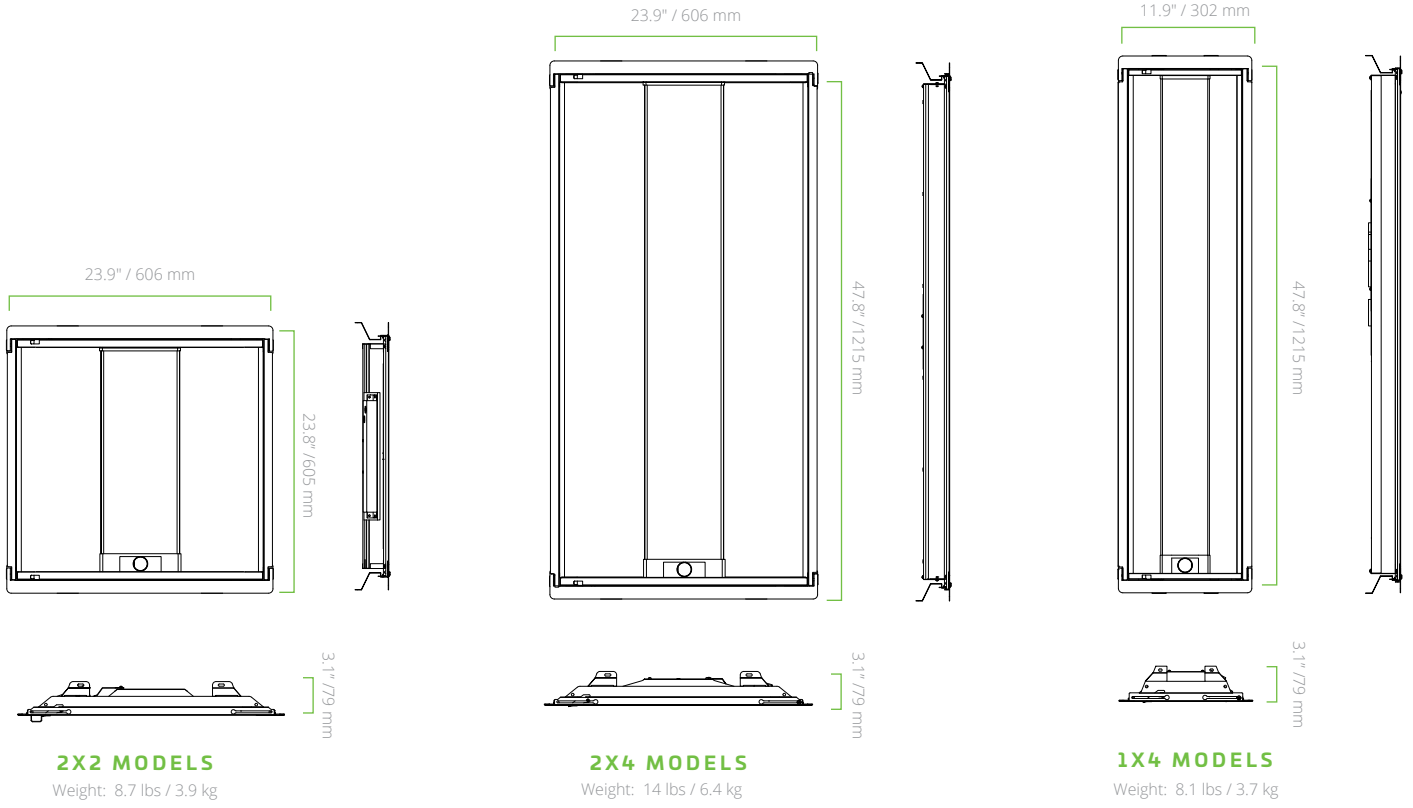 23.9" / 606 mm
23.8" /605 mm
3.1" /79 mm
2X2 MODELS
Weight: 8.7 lbs / 3.9 kg
23.9" / 606 mm
47.8" /1215 mm
3.1" /79 mm
2X4 MODELS
Weight: 14 lbs / 6.4 kg
11.9" / 302 mm
47.8" /1215 mm
3.1" /79 mm
1X4 MODELS
Weight: 8.1 lbs / 3.7 kg